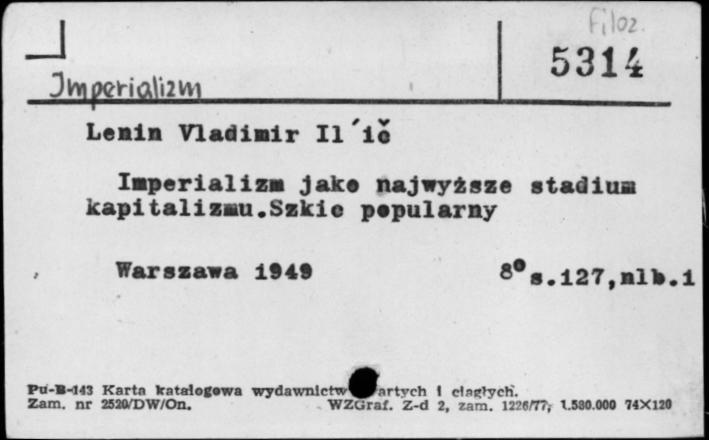 Filoz.
5314
Imperializm
Lenin Vladimir Il´ič
Imperializm jako najwyższe stadium
kapitalizmu.Szkic popularny
Warszawa 1949 8° s.127,nlb.1
Pu-B-143 Karta katalogowa wydawnictw artych i ciągłych.
Zam. nr 2520/DW/On. WZGraf. Z-d 2, zam. 1226/77, 1.580.000 74X120